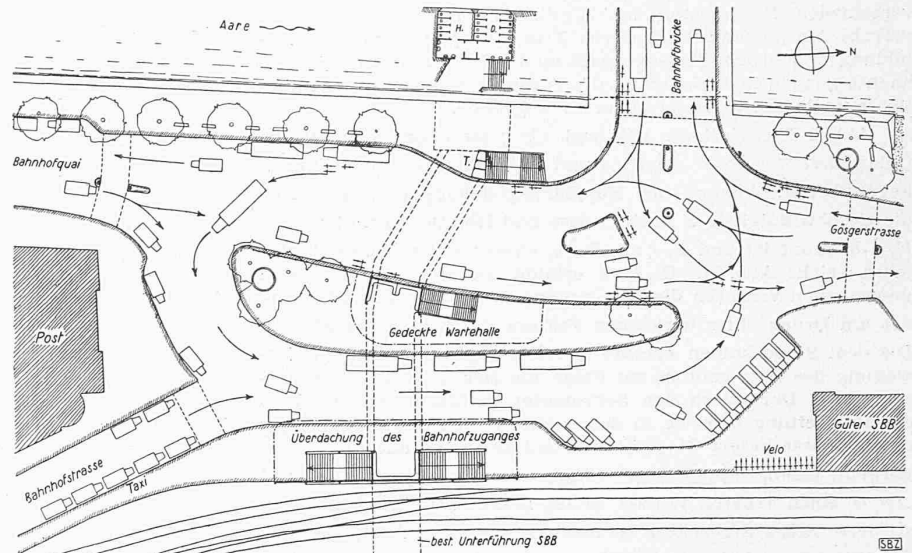 Aare
H. D.
Bahnhofbrücke
N
Bahnhofquai
T.
Gösgerstrasse
Post
Gedeckte Wartehalle
Güter SBB
Überdachung des Bahnhofzuganges
Bahnhofstrasse
Taxi
Velo
best. Unterführung SBB
SBZ